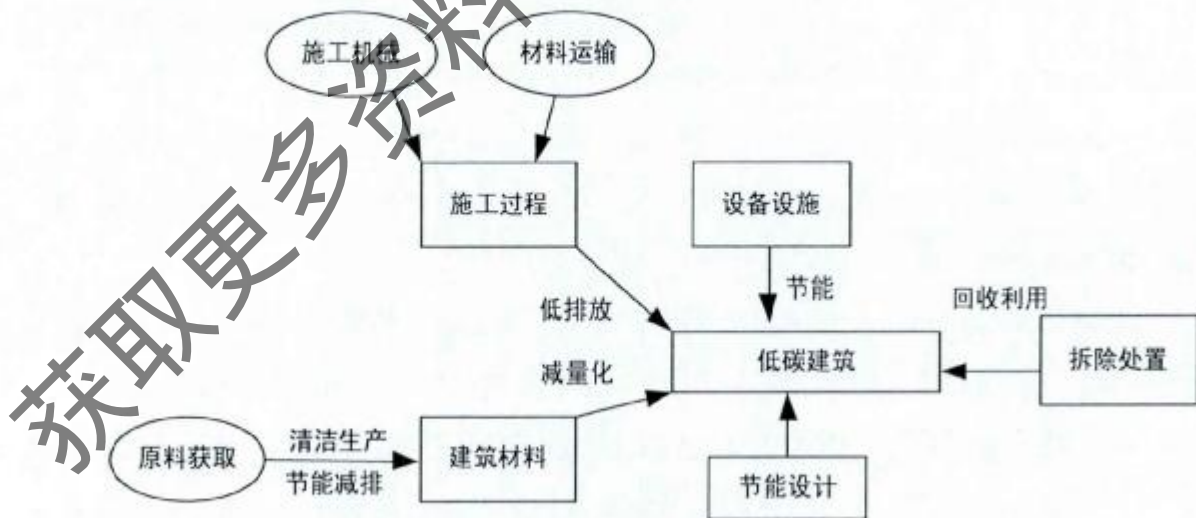 施工机械
材料运输
施工过程
设备设施
节能
低排放
回收利用
减量化
低碳建筑
拆除处置
原料获取
清洁生产
节能减排
建筑材料
节能设计
获取更多资料